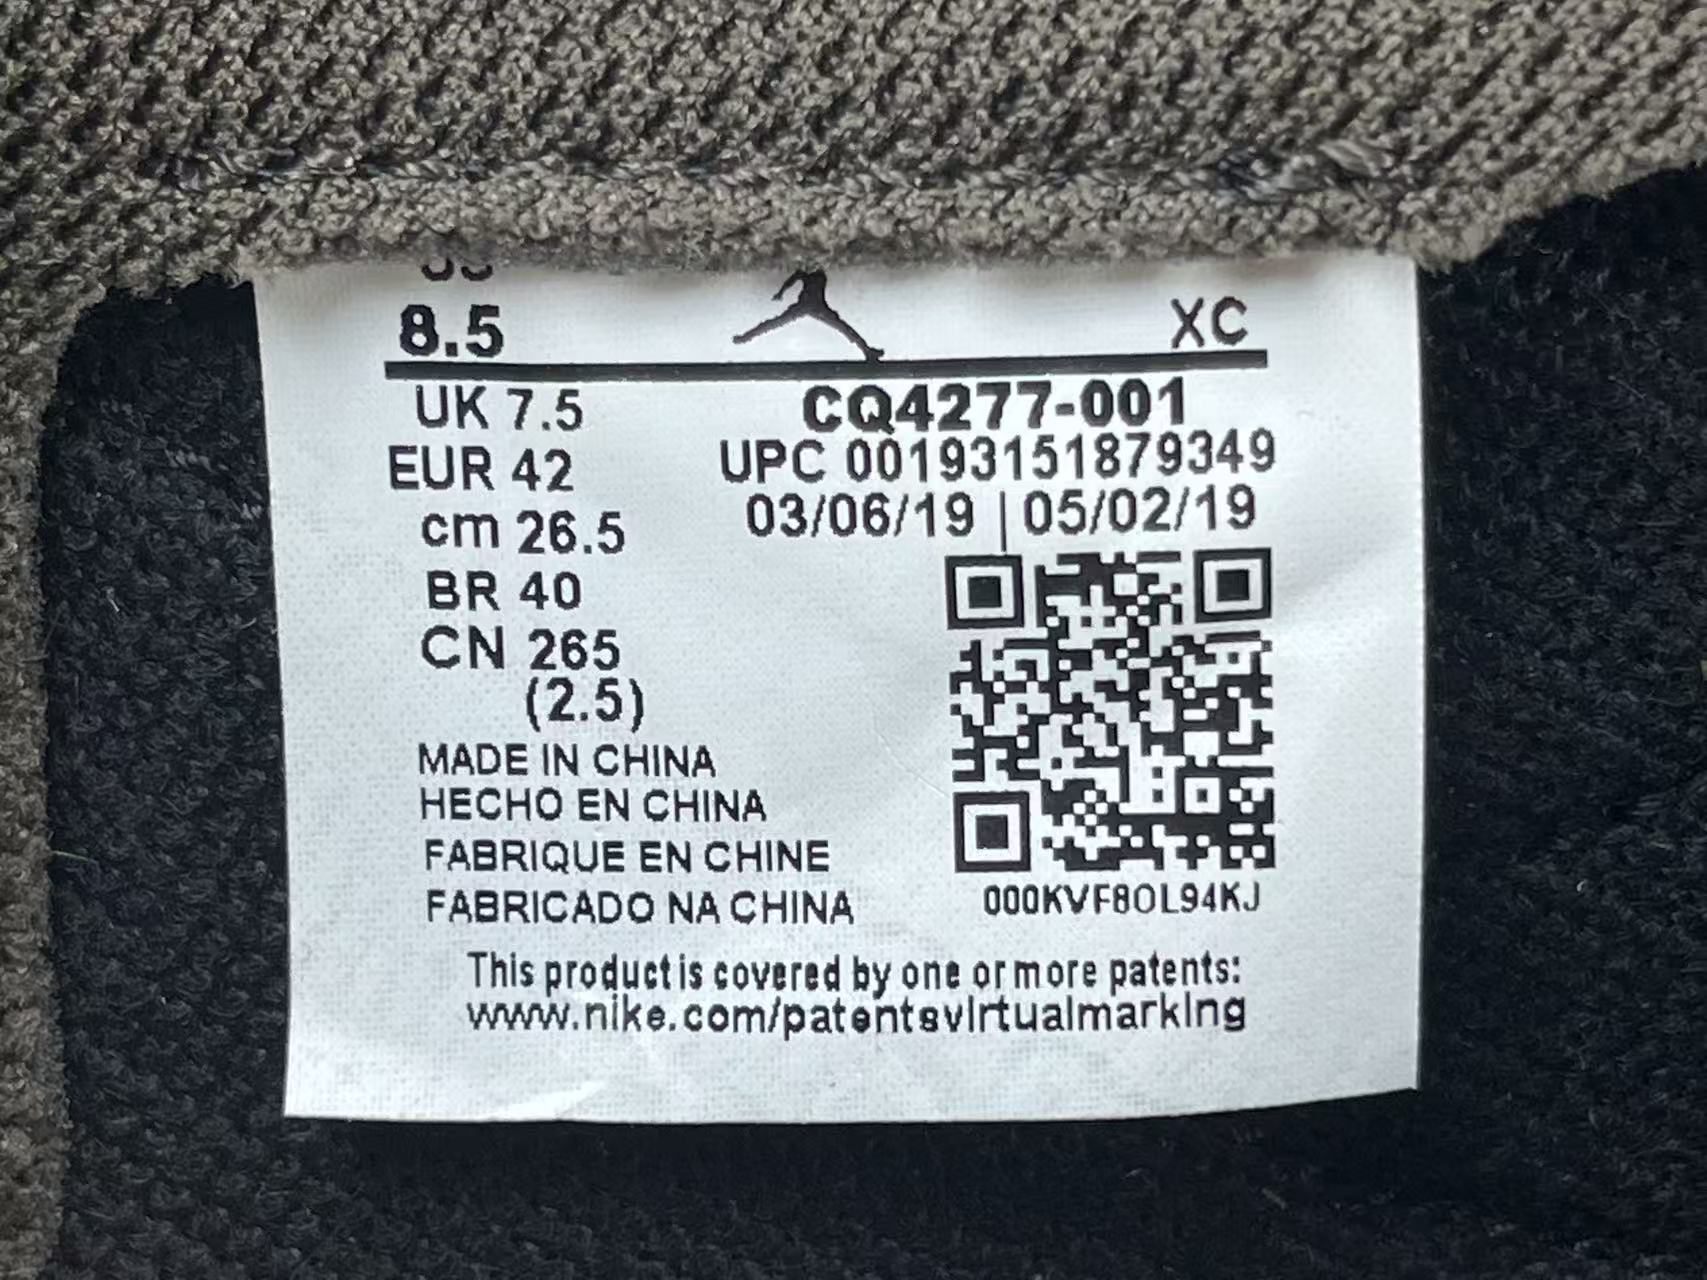 8.5
XC
UK 7.5
CQ4277-001
EUR 42
UPC 00193151879349
cm 26.5
03/06/19 | 05/02/19
BR 40
CN 265
(2.5)
MADE IN CHINA
HECHO EN CHINA
FABRIQUE EN CHINE
FABRICADO NA CHINA
000KVF8OL94KJ
This product is covered by one or more patents:
www.nike.com/patentsvirtualmarking